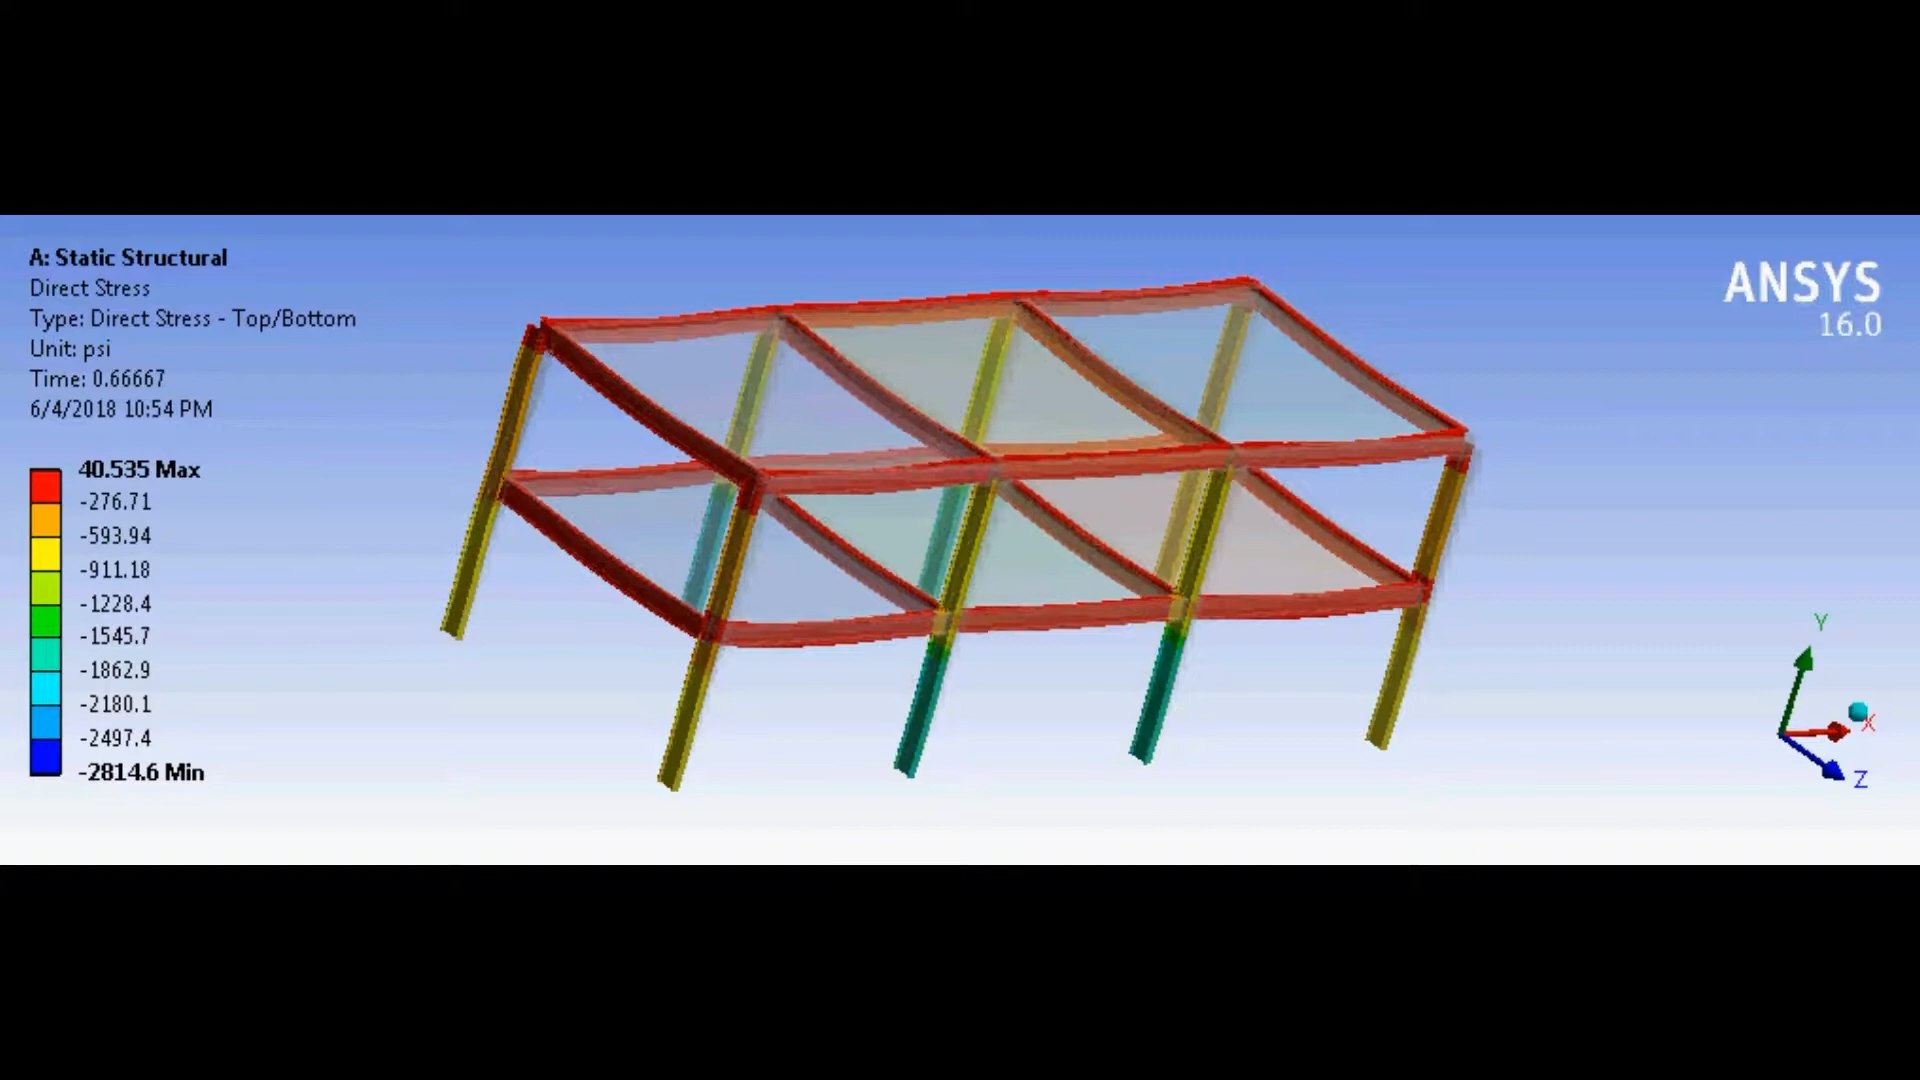 A: Static Structural
Direct Stress
Type: Direct Stress - Top/Bottom
Unit: psi
Time: 0.66667
6/4/2018 10:54 PM
40.535 Max
-276.71
-593.94
-911.18
-1228.4
-1545.7
-1862.9
-2180.1
-2497.4
-2814.6 Min
ANSYS
16.0
Y
X
Z